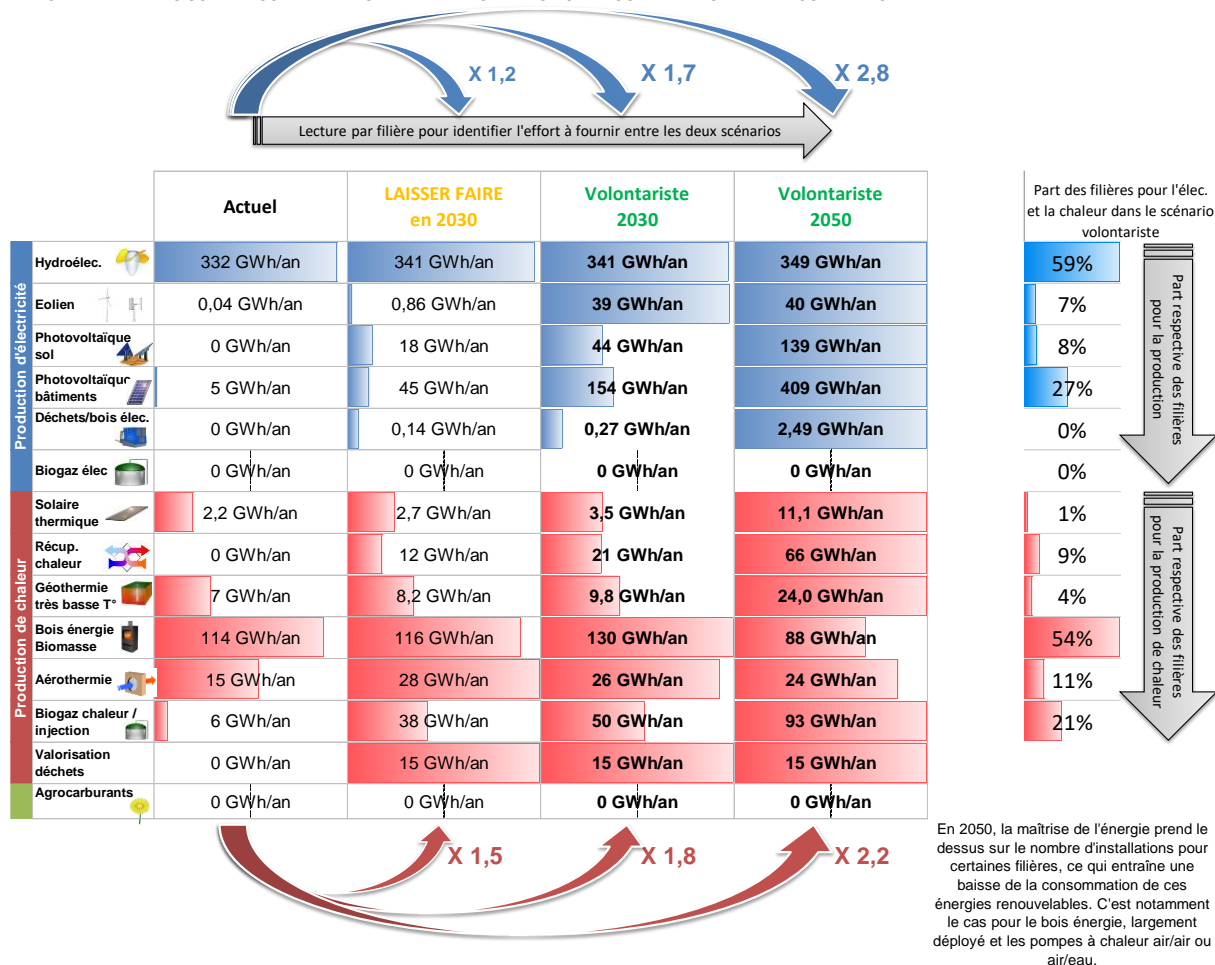 X 1,2
X 1,7
X 2,8
Lecture par filière pour identifier l'effort à fournir entre les deux scénarios
Actuel
LAISSER FAIRE
en 2030
Volontariste
2030
Volontariste
2050
Part des filières pour l'élec.
et la chaleur dans le scénario
volontariste
Production d'électricité
Hydroélec.
332 GWh/an
341 GWh/an
341 GWh/an
349 GWh/an
59%
Eolien
0,04 GWh/an
0,86 GWh/an
39 GWh/an
40 GWh/an
7%
Photovoltaïque
sol
0 GWh/an
18 GWh/an
44 GWh/an
139 GWh/an
8%
Photovoltaïque
bâtiments
5 GWh/an
45 GWh/an
154 GWh/an
409 GWh/an
27%
Déchets/bois élec.
0 GWh/an
0,14 GWh/an
0,27 GWh/an
2,49 GWh/an
0%
Biogaz élec
0 GWh/an
0 GWh/an
0 GWh/an
0 GWh/an
0%
Part respective des filières
pour la production
Production de chaleur
Solaire
thermique
2,2 GWh/an
2,7 GWh/an
3,5 GWh/an
11,1 GWh/an
1%
Récup.
chaleur
0 GWh/an
12 GWh/an
21 GWh/an
66 GWh/an
9%
Géothermie
très basse T°
7 GWh/an
8,2 GWh/an
9,8 GWh/an
24,0 GWh/an
4%
Bois énergie
Biomasse
114 GWh/an
116 GWh/an
130 GWh/an
88 GWh/an
54%
Aérothermie
15 GWh/an
28 GWh/an
26 GWh/an
24 GWh/an
11%
Biogaz chaleur /
injection
6 GWh/an
38 GWh/an
50 GWh/an
93 GWh/an
21%
Valorisation
déchets
0 GWh/an
15 GWh/an
15 GWh/an
15 GWh/an
Part respective des filières
pour la production de chaleur
Agrocarburants
0 GWh/an
0 GWh/an
0 GWh/an
0 GWh/an
X 1,5
X 1,8
X 2,2
En 2050, la maîtrise de l'énergie prend le
dessus sur le nombre d'installations pour
certaines filières, ce qui entraîne une
baisse de la consommation de ces
énergies renouvelables. C'est notamment
le cas pour le bois énergie, largement
déployé et les pompes à chaleur air/air ou
air/eau.